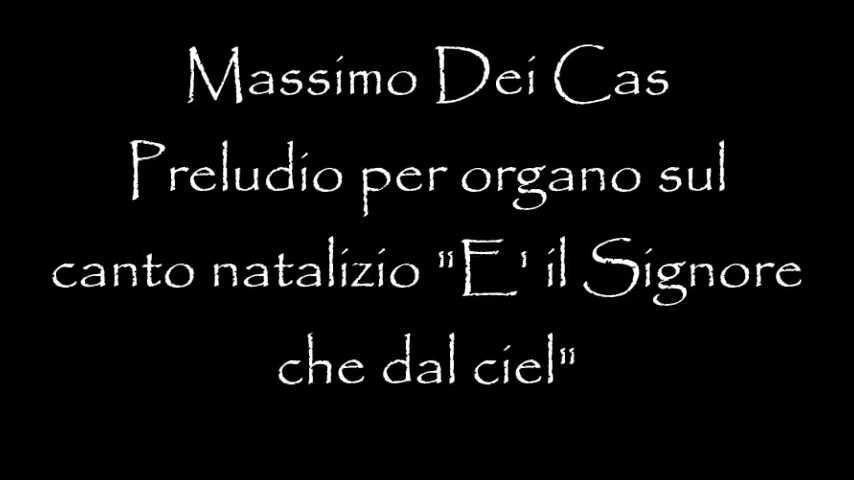 Massimo Dei Cas
Preludio per organo sul
canto natalizio "E' il Signore
che dal ciel"